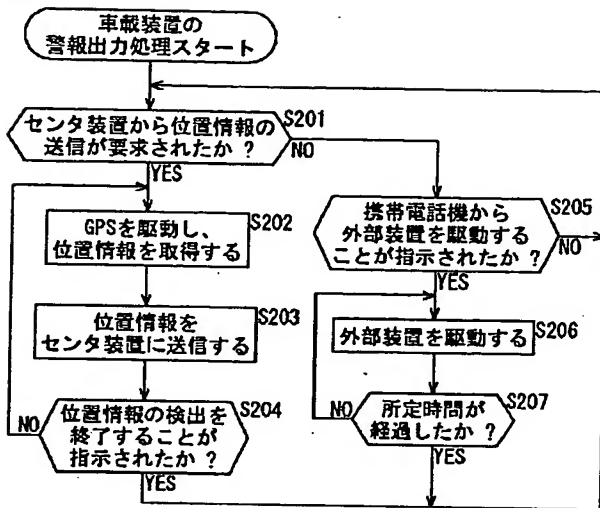 車載装置の
警報出力処理スタート
センタ装置から位置情報の
送信が要求されたか ?
S201
NO
YES
GPSを駆動し、
位置情報を取得する
S202
位置情報を
センタ装置に送信する
S203
位置情報の検出を
終了することが
指示されたか ?
S204
NO
YES
携帯電話機から
外部装置を駆動する
ことが指示されたか ?
S205
NO
YES
外部装置を駆動する
S206
所定時間が
経過したか ?
S207
NO
YES